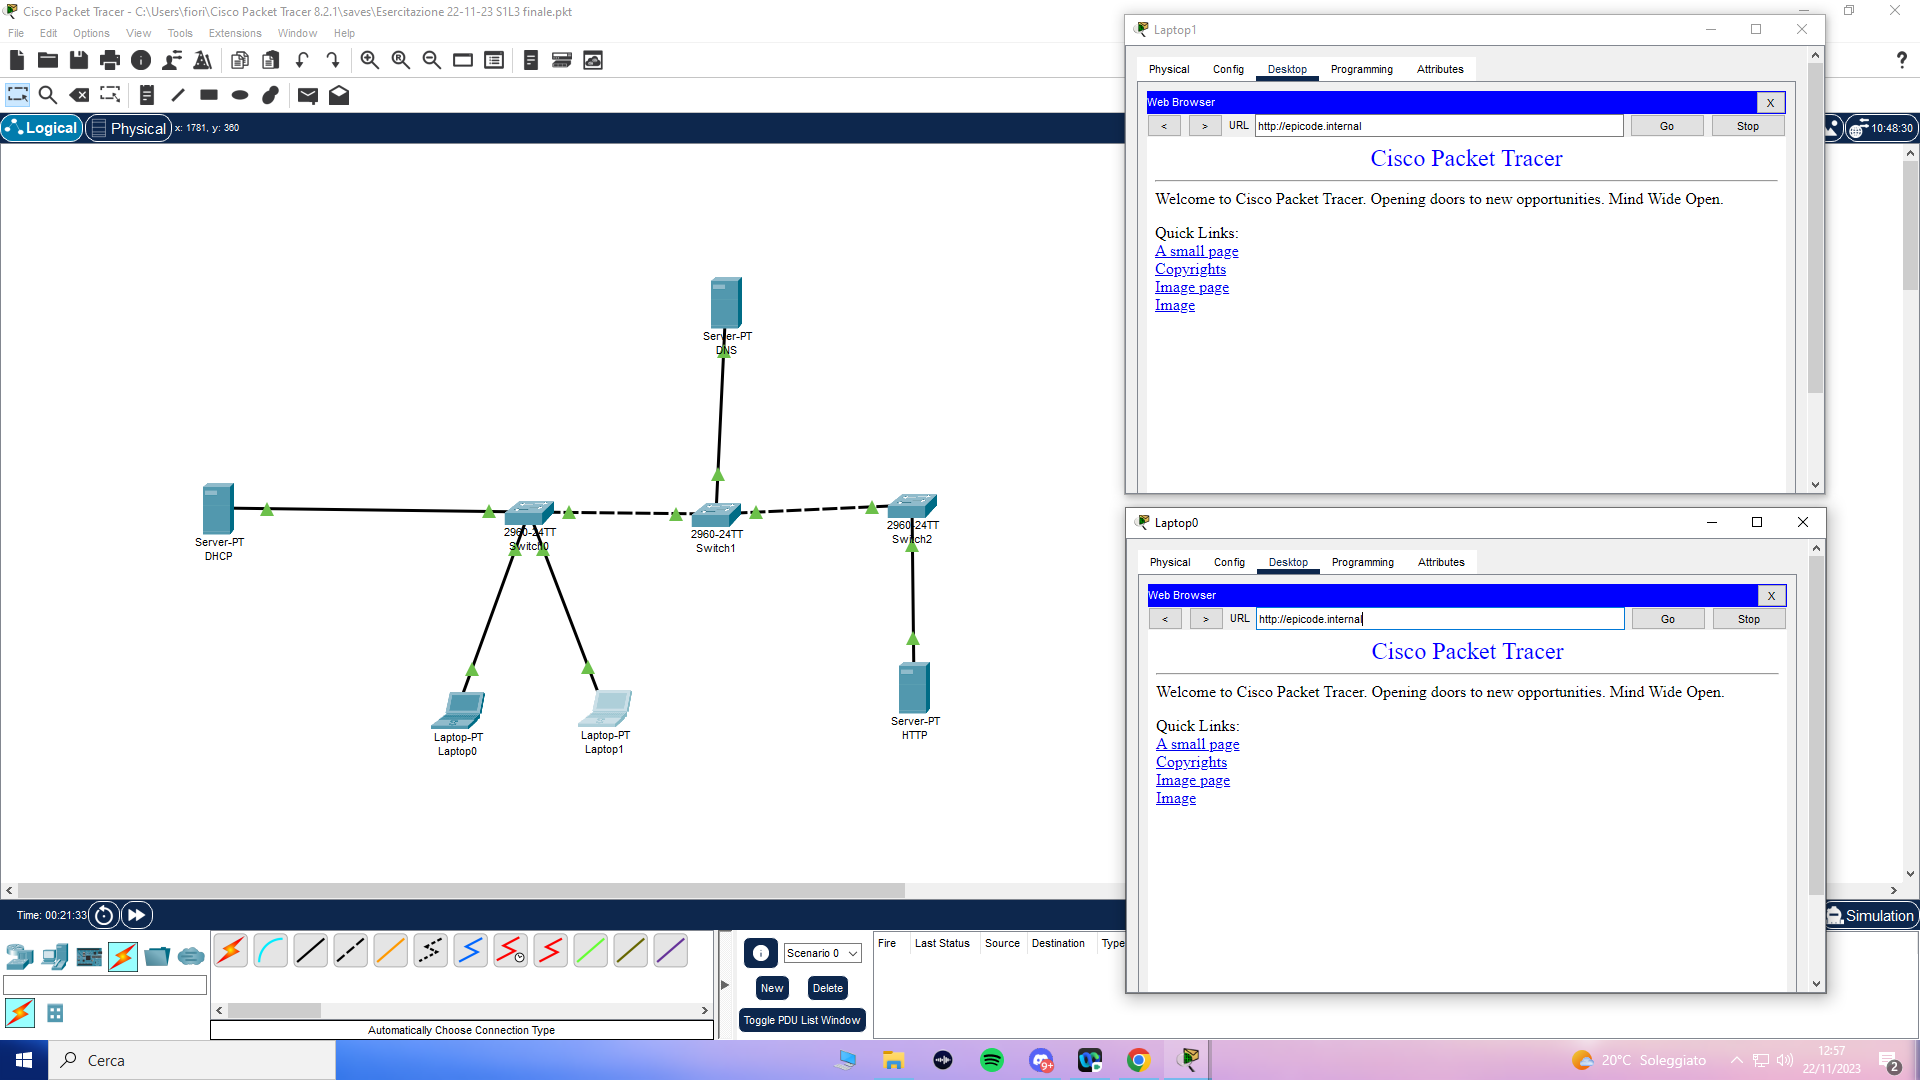 Cisco Packet Tracer - C:\Users\fiori\Cisco Packet Tracer 8.2.1\saves\Esercitazione 22-11-23 S1L3 finale.pkt
File Edit Options View Tools Extensions Window Help
Logical Physical x: 1781, y: 360
10:48:30
Server-PT
DNS
Server-PT
DHCP
2960-24TT
Switch0
2960-24TT
Switch1
2960-24TT
Switch2
Laptop-PT
Laptop0
Laptop-PT
Laptop1
Server-PT
HTTP
Laptop1
Physical Config Desktop Programming Attributes
Web Browser X
< > URL http://epicode.internal Go Stop
Cisco Packet Tracer
Welcome to Cisco Packet Tracer. Opening doors to new opportunities. Mind Wide Open.
Quick Links:
A small page
Copyrights
Image page
Image
Laptop0
Physical Config Desktop Programming Attributes
Web Browser X
< > URL http://epicode.internal Go Stop
Cisco Packet Tracer
Welcome to Cisco Packet Tracer. Opening doors to new opportunities. Mind Wide Open.
Quick Links:
A small page
Copyrights
Image page
Image
Time: 00:21:33
Simulation
Scenario 0
New Delete
Toggle PDU List Window
Fire Last Status Source Destination Type
Automatically Choose Connection Type
Cerca
9+
20°C Soleggiato
12:57
22/11/2023
2